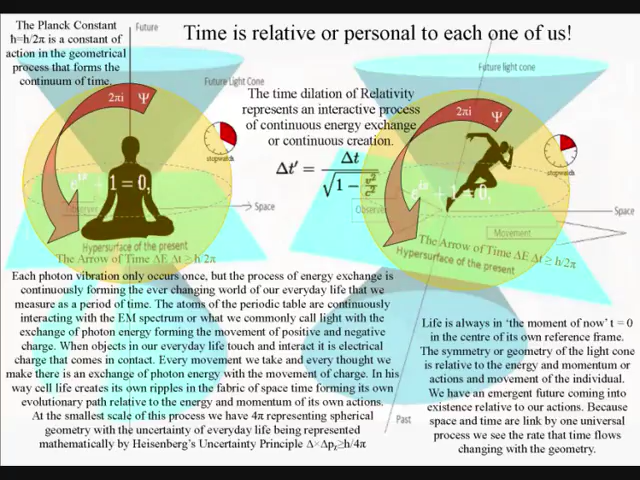 The Planck Constant
h=h/2π is a constant of
action in the geometrical
process that forms the
continuum of time.
Future
Time is relative or personal to each one of us!
Future Light Cone
Future light cone
The time dilation of Relativity
represents an interactive process
of continuous energy exchange
or continuous creation.
2πi Ψ
2πi Ψ
stopwatch
stopwatch
Δt' = Δt / √1 − v²/c²
e^iπ + 1 = 0,
e^iπ + 1 = 0,
Observer
Space
Observer
Space
Movement
Hypersurface of the present
The Arrow of Time ΔE Δt ≥ h/2π
The Arrow of Time ΔE Δt ≥ h/2π
Hypersurface of the present
Each photon vibration only occurs once, but the process of energy exchange is
continuously forming the ever changing world of our everyday life that we
measure as a period of time. The atoms of the periodic table are continuously
interacting with the EM spectrum or what we commonly call light with the
exchange of photon energy forming the movement of positive and negative
charge. When objects in our everyday life touch and interact it is electrical
charge that comes in contact. Every movement we take and every thought we
make there is an exchange of photon energy with the movement of charge. In his
way cell life creates its own ripples in the fabric of space time forming its own
evolutionary path relative to the energy and momentum of its own actions.
At the smallest scale of this process we have 4π representing spherical
geometry with the uncertainty of everyday life being represented
mathematically by Heisenberg's Uncertainty Principle Δ×Δpₓ≥h/4π
Past
Life is always in 'the moment of now' t = 0
in the centre of its own reference frame.
The symmetry or geometry of the light cone
is relative to the energy and momentum or
actions and movement of the individual.
We have an emergent future coming into
existence relative to our actions. Because
space and time are link by one universal
process we see the rate that time flows
changing with the geometry.